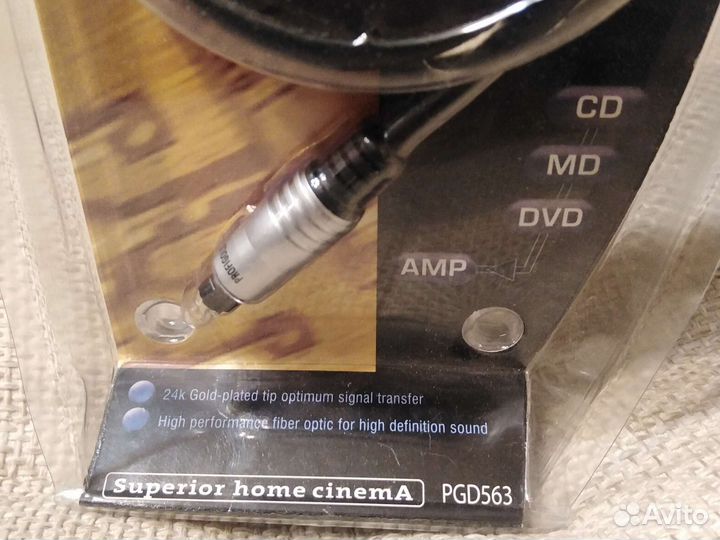 CD
MD
DVD
AMP
24k Gold-plated tip optimum signal transfer
High performance fiber optic for high definition sound
Superior home cinemA
PGD563
Avito